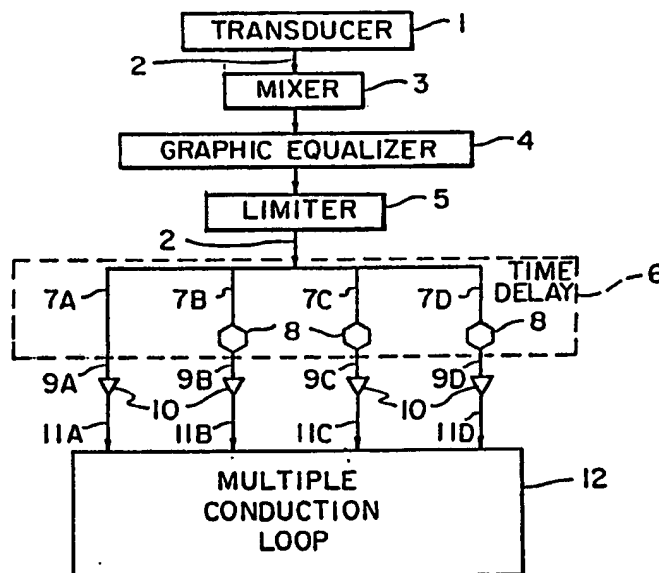 TRANSDUCER 1
2
MIXER 3
GRAPHIC EQUALIZER 4
LIMITER 5
2
TIME DELAY 6
7A 7B 7C 7D
8 8 8
9A 9B 9C 9D
10 10
11A 11B 11C 11D
MULTIPLE 12
CONDUCTION
LOOP